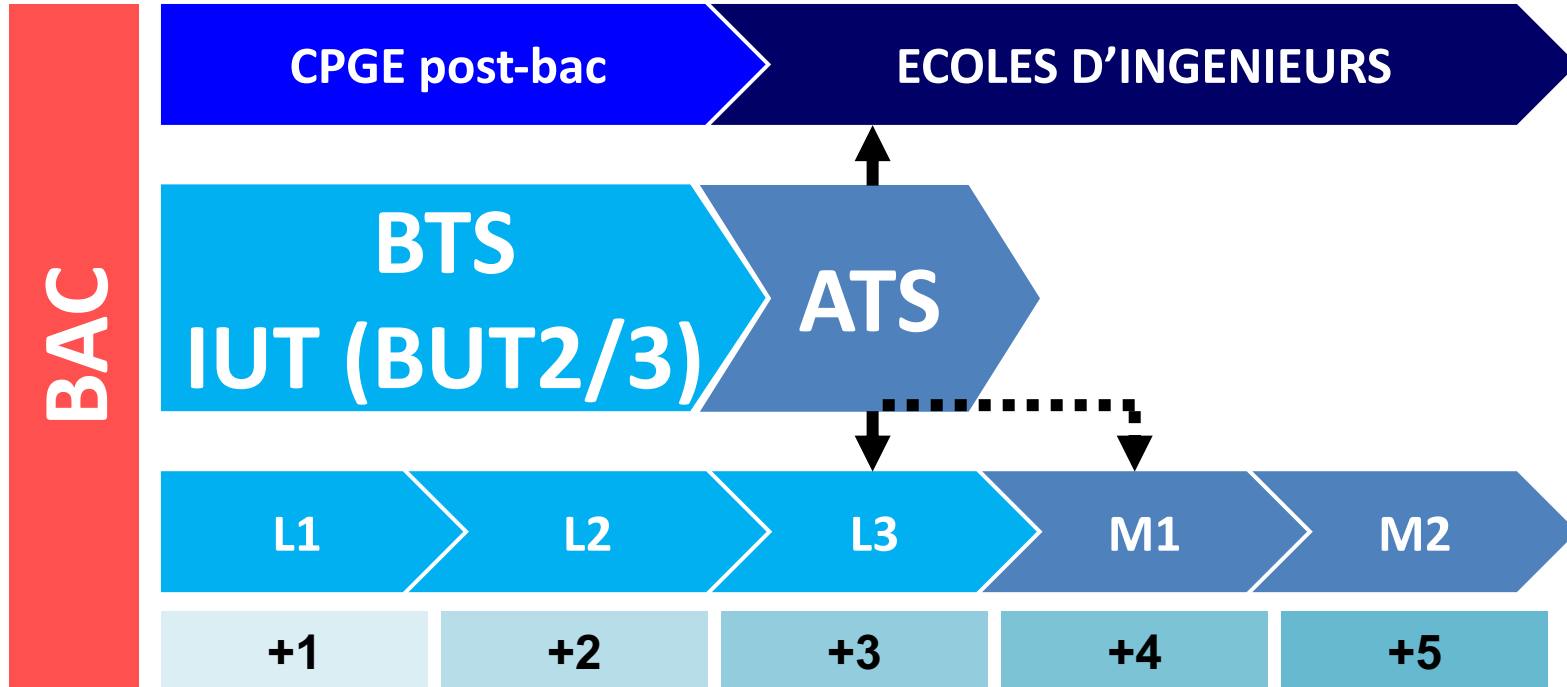 BAC
CPGE post-bac
ECOLES D’INGENIEURS
BTS
IUT (BUT2/3)
ATS
L1
L2
L3
M1
M2
+1
+2
+3
+4
+5